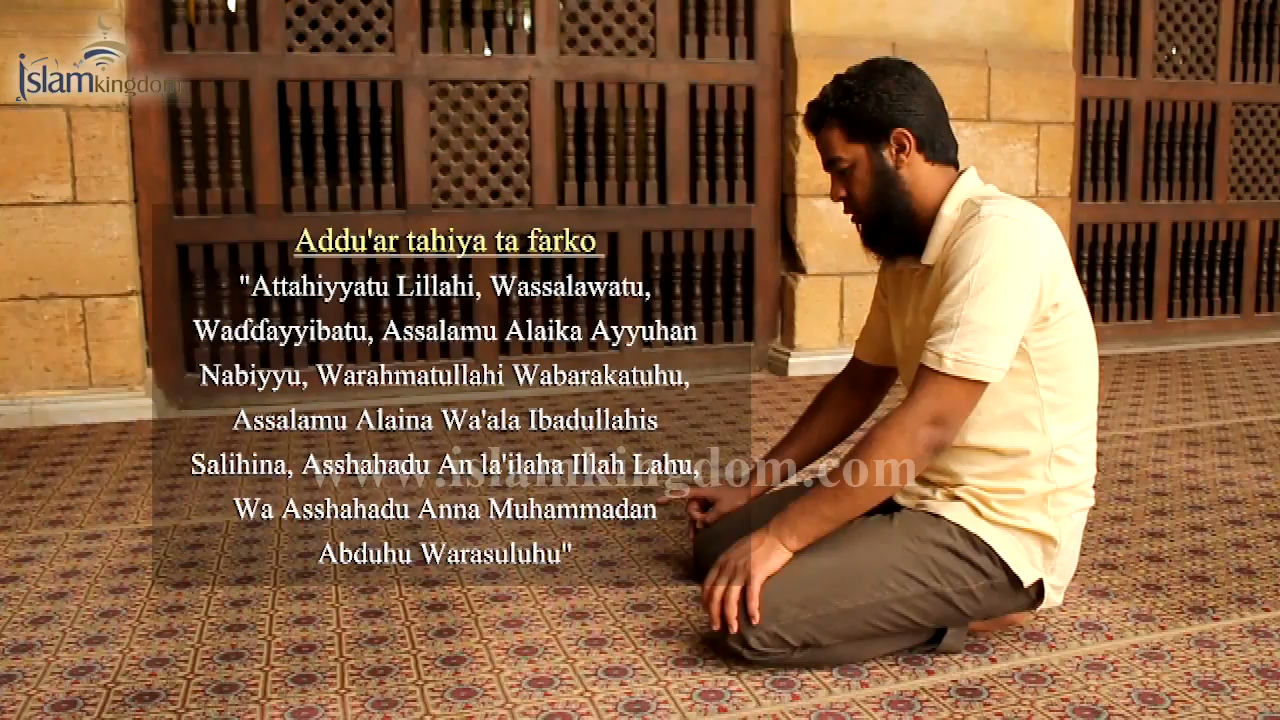 islamkingdom
Addu'ar tahiya ta farko
"Attahiyyatu Lillahi, Wassalawatu,
Waɗɗayyibatu, Assalamu Alaika Ayyuhan
Nabiyyu, Warahmatullahi Wabarakatuhu,
Assalamu Alaina Wa'ala Ibadullahis
Salihina, Asshahadu An la'ilaha Illah Lahu,
www.islamkingdom.com
Wa Asshahadu Anna Muhammadan
Abduhu Warasuluhu"